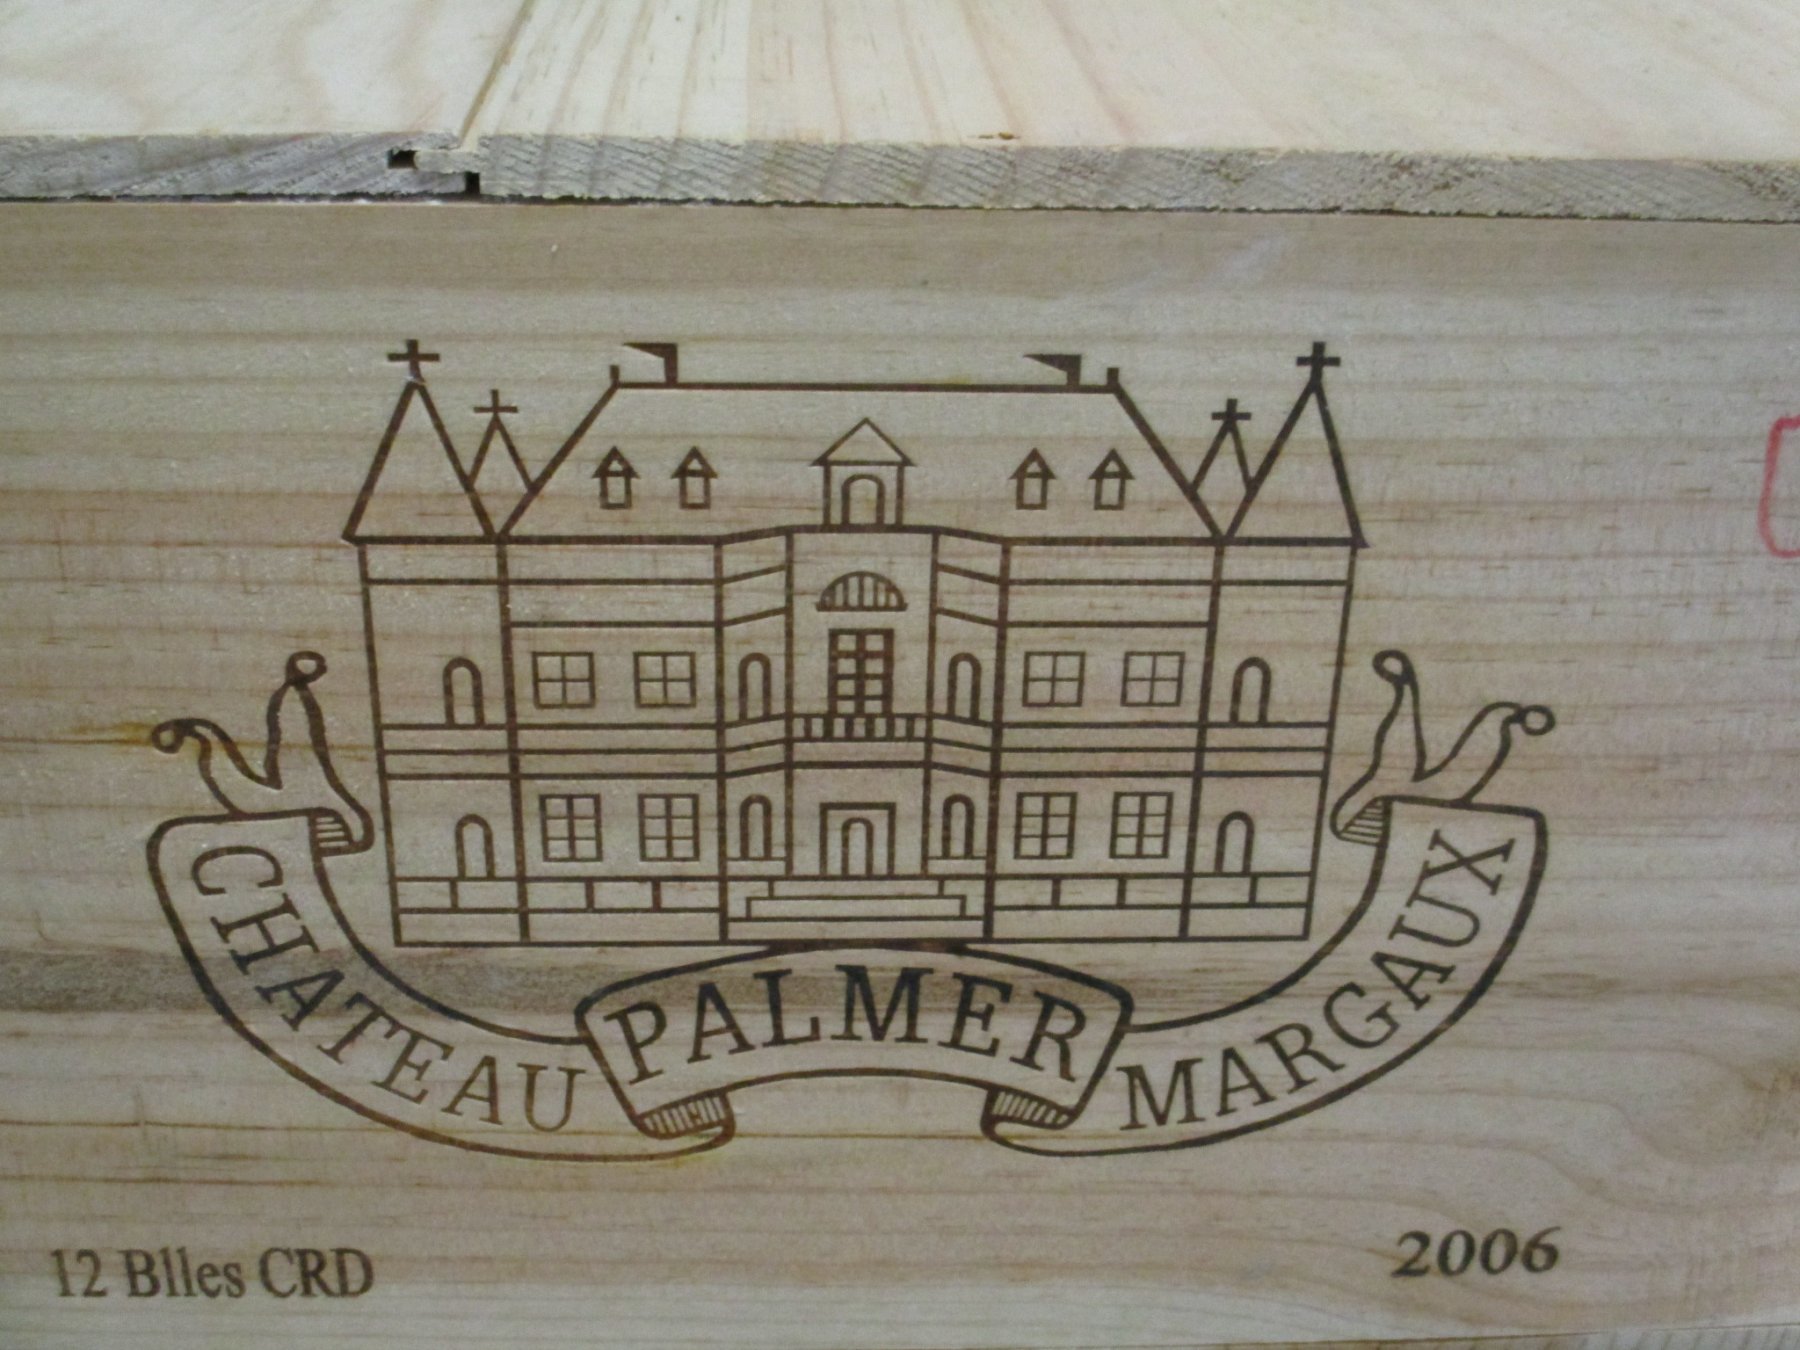 CHATEAU PALMER MARGAUX
12 Blles CRD
2006